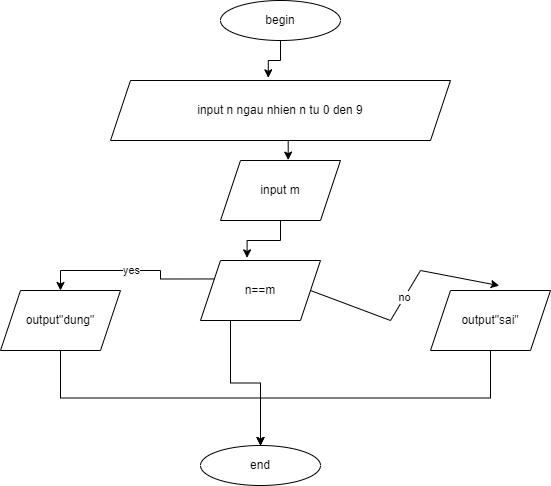 begin
input n ngau nhien n tu 0 den 9
input m
yes
n==m
no
output"dung"
output"sai"
end